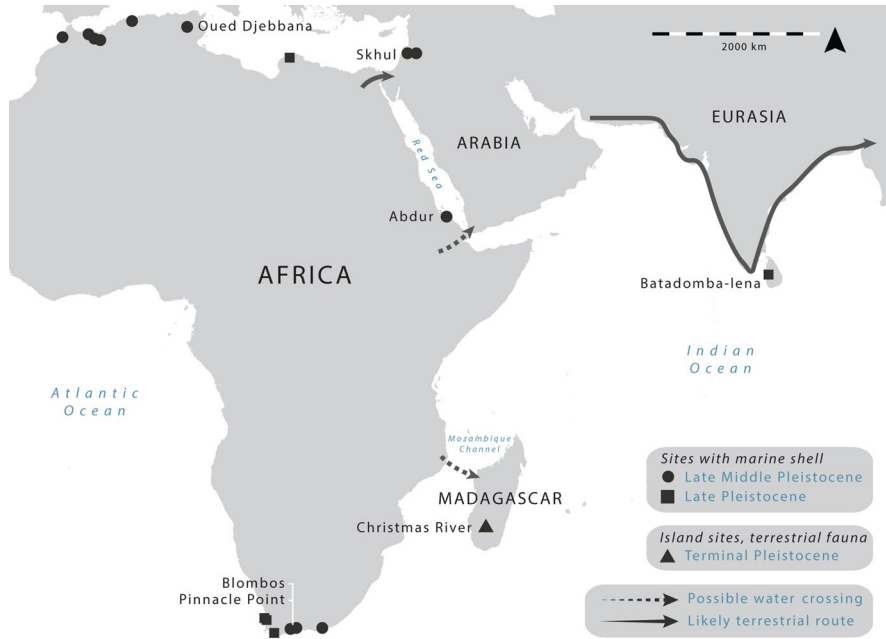 Oued Djebbana
Skhul
2000 km
EURASIA
ARABIA
Red Sea
Abdur
AFRICA
Batadomba-lena
Indian
Ocean
Atlantic
Ocean
Mozambique
Channel
MADAGASCAR
Christmas River
Blombos
Pinnacle Point
Sites with marine shell
Late Middle Pleistocene
Late Pleistocene
Island sites, terrestrial fauna
Terminal Pleistocene
Possible water crossing
Likely terrestrial route